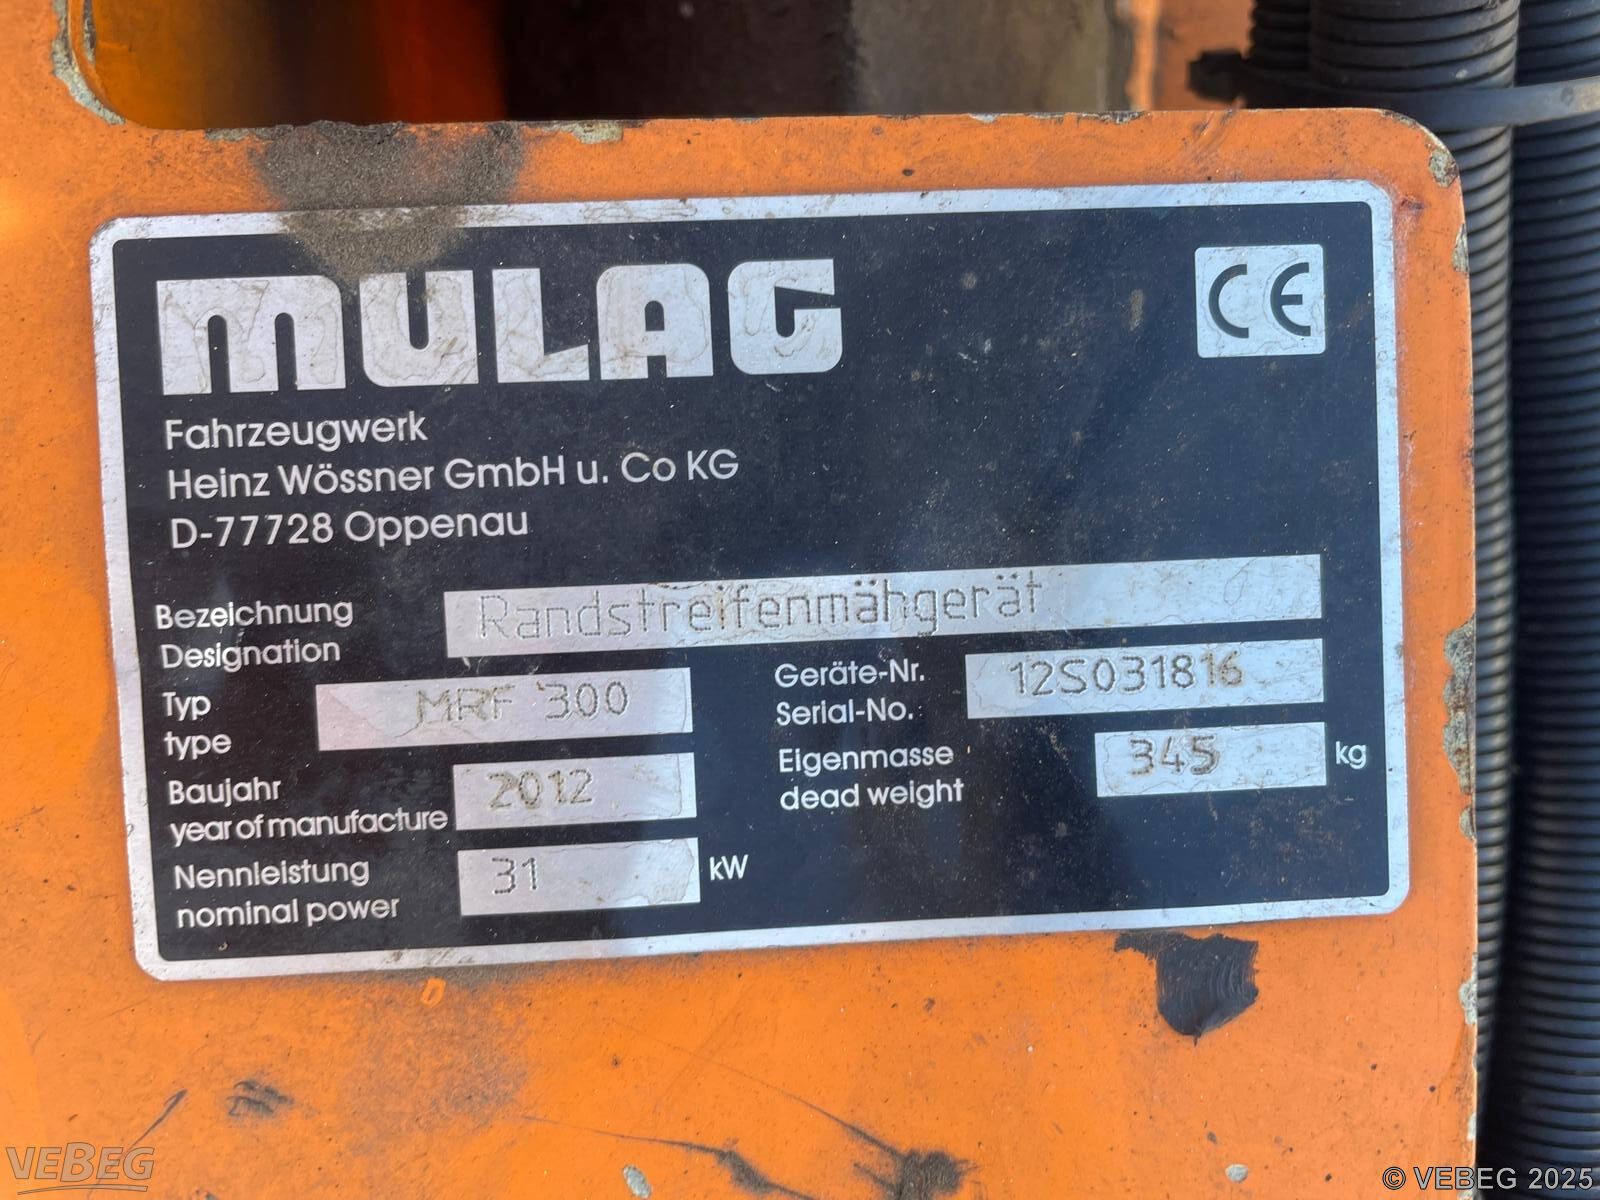 MULAG
CE
Fahrzeugwerk
Heinz Wössner GmbH u. Co KG
D-77728 Oppenau
Bezeichnung Randstreifenmähgerät
Designation
Typ MRF 300 Geräte-Nr. 12S031816
type Serial-No.
Baujahr 2012 Eigenmasse 345 kg
year of manufacture dead weight
Nennleistung 31 kW
nominal power
VEBEG
© VEBEG 2025